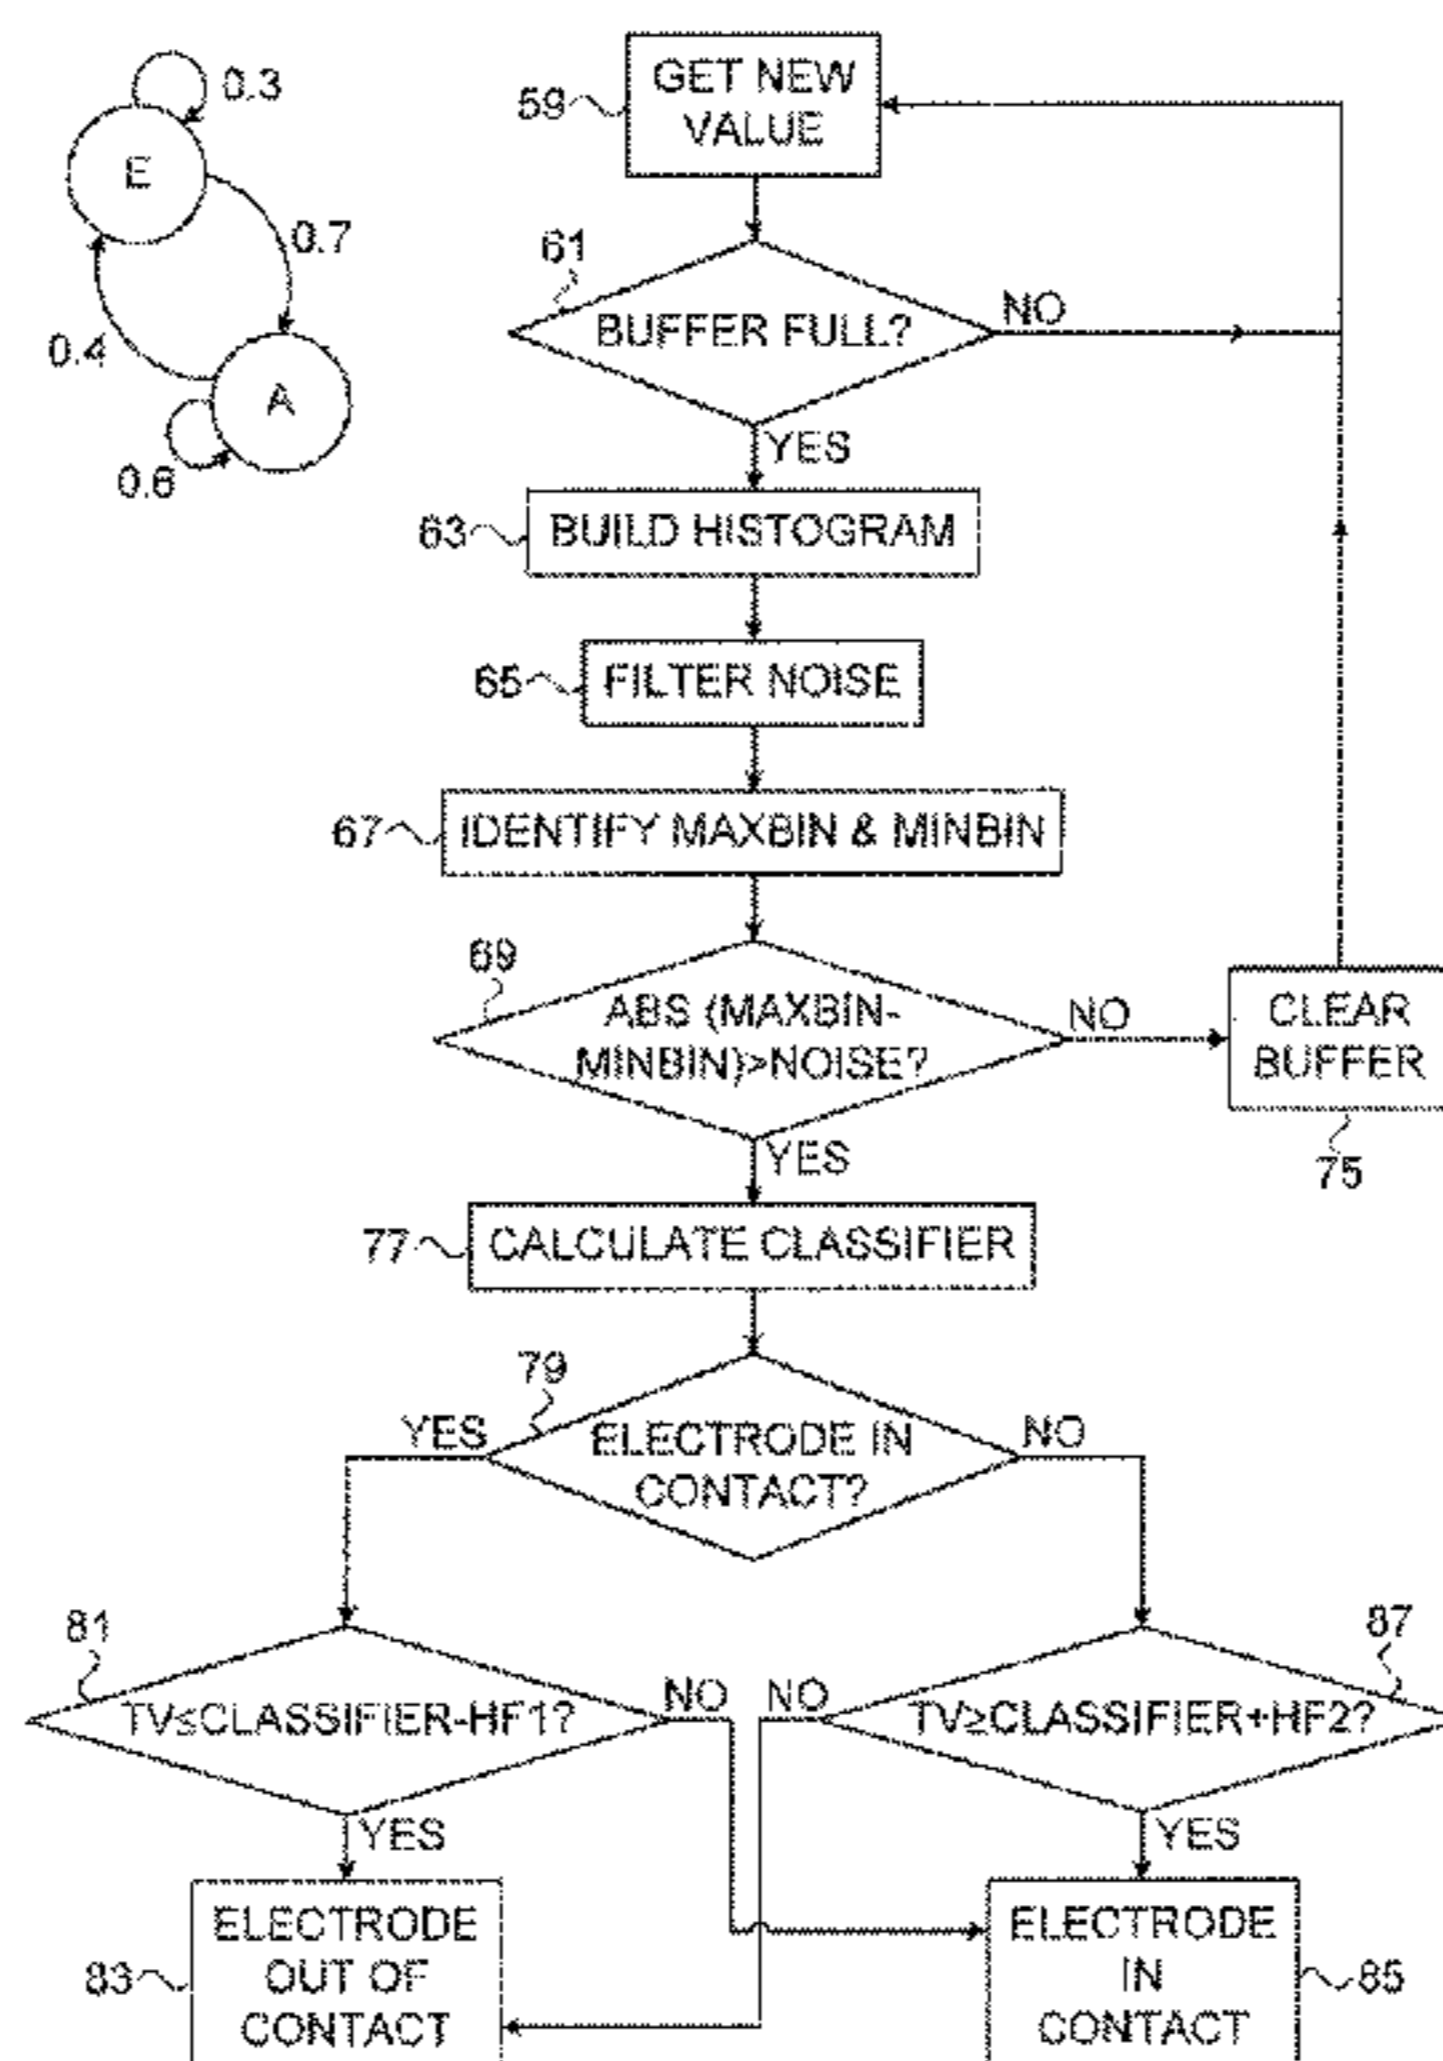 0.3
E
0.7
0.4
A
0.6
GET NEW
VALUE
59
61
BUFFER FULL?
NO
YES
63
BUILD HISTOGRAM
65
FILTER NOISE
67
IDENTIFY MAXBIN & MINBIN
69
ABS (MAXBIN-
MINBIN)>NOISE?
NO
CLEAR
BUFFER
75
YES
77
CALCULATE CLASSIFIER
79
YES
ELECTRODE IN
CONTACT?
NO
81
87
TV≤CLASSIFIER-HF1?
NO
NO
TV≥CLASSIFIER+HF2?
YES
YES
83
ELECTRODE
OUT OF
CONTACT
ELECTRODE
IN
CONTACT
85